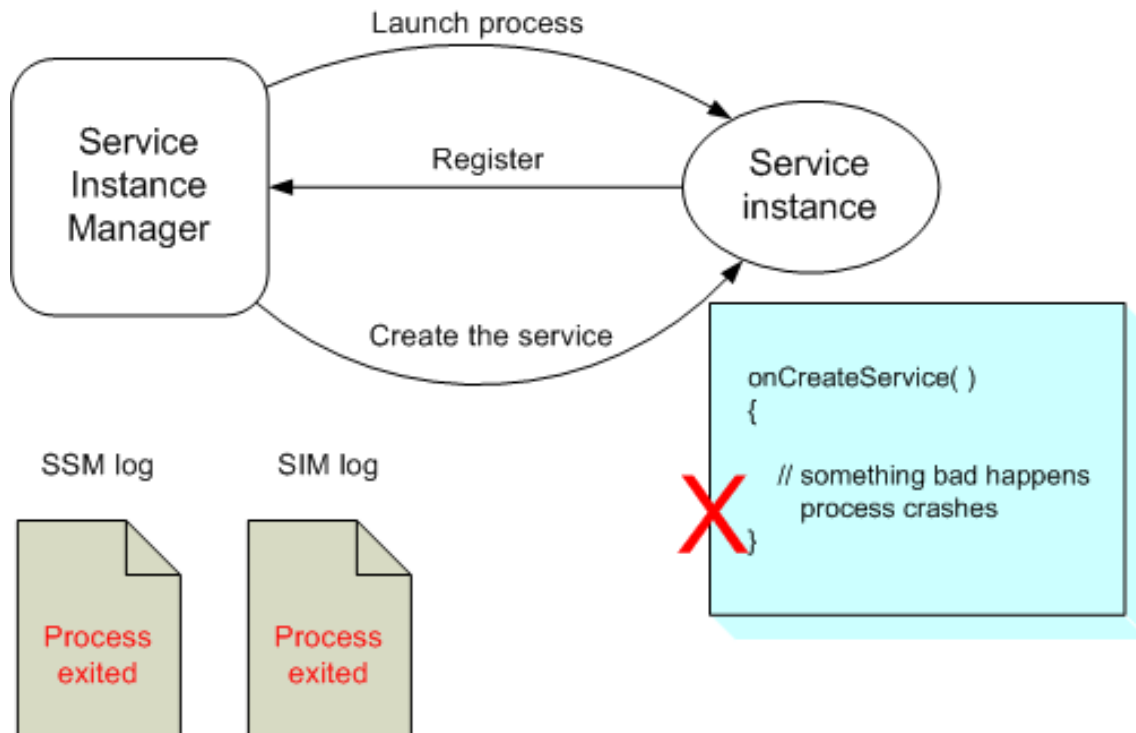 Launch process
Service
Instance
Manager
Register
Service
instance
Create the service
onCreateService( )
{
// something bad happens
process crashes
}
X
SSM log
SIM log
Process
exited
Process
exited